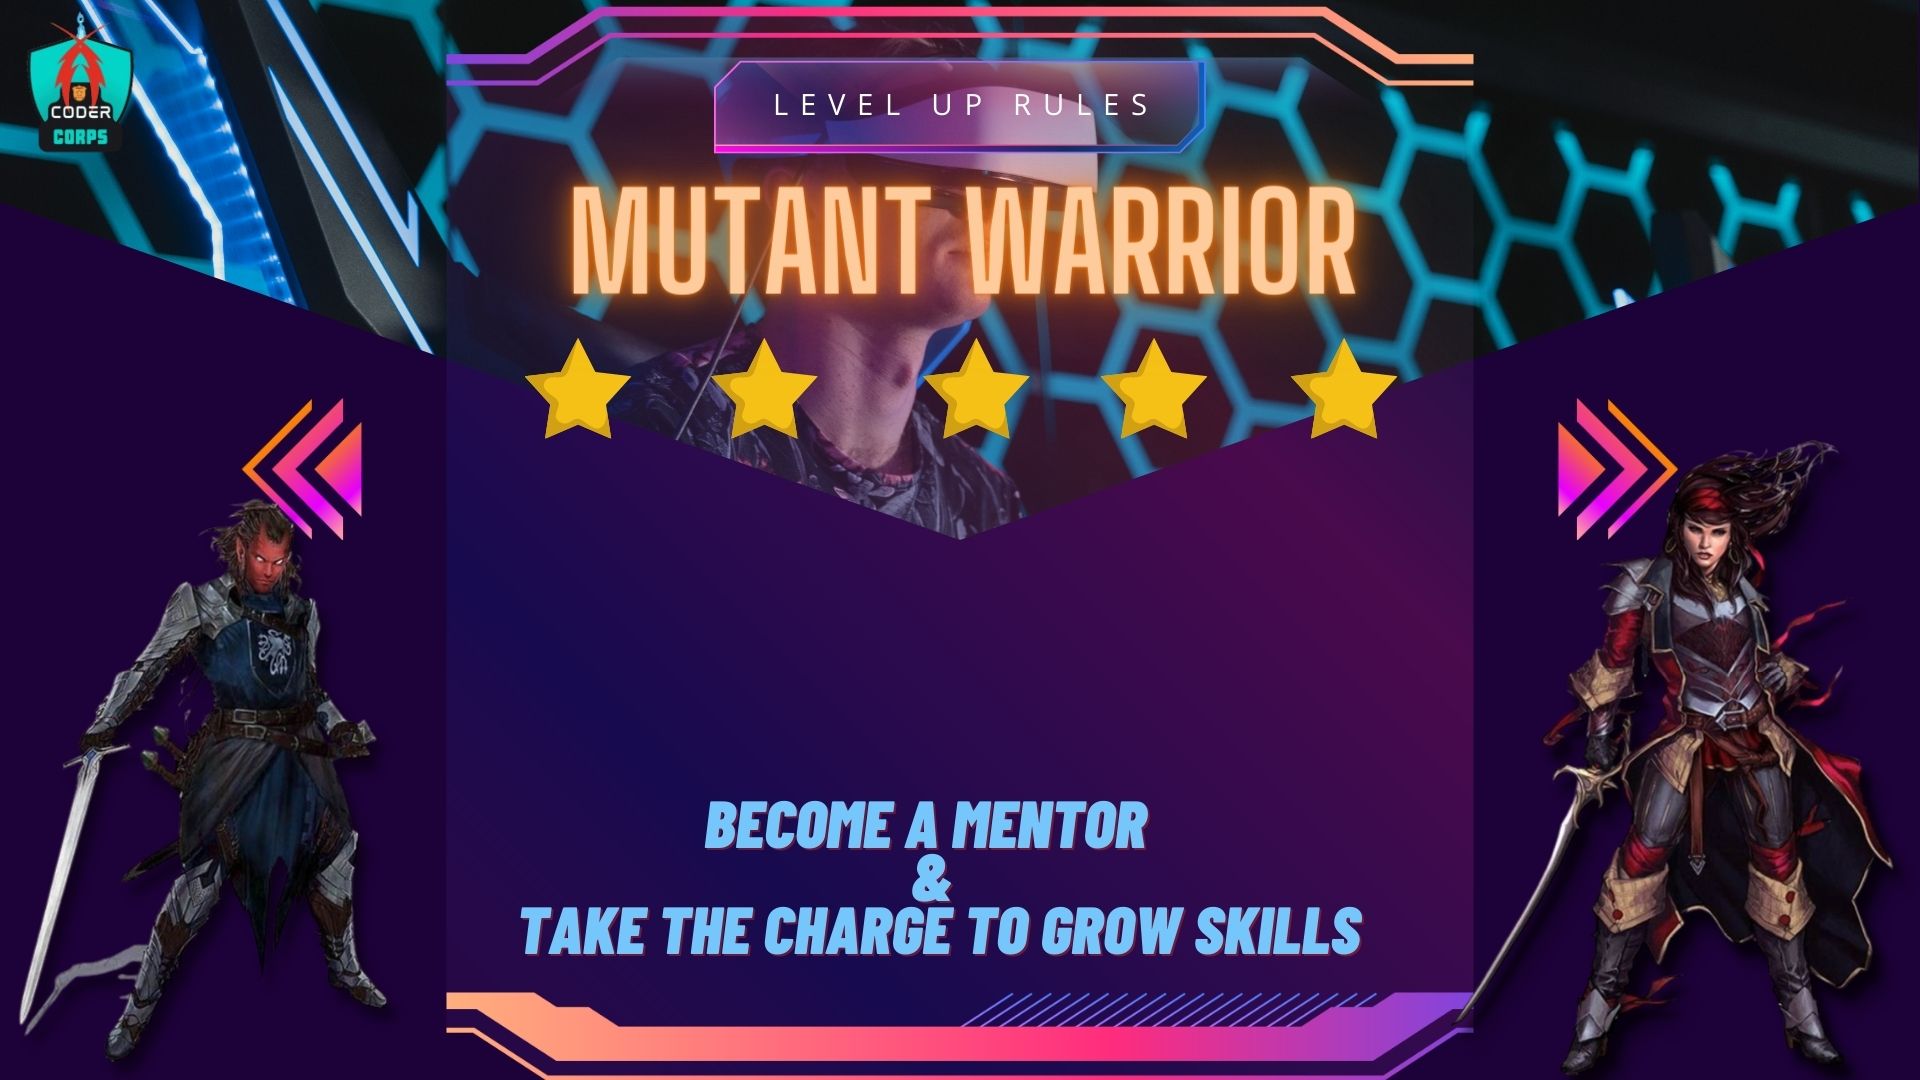 CODER
CORPS
LEVEL UP RULES
MUTANT WARRIOR
BECOME A MENTOR
&
TAKE THE CHARGE TO GROW SKILLS